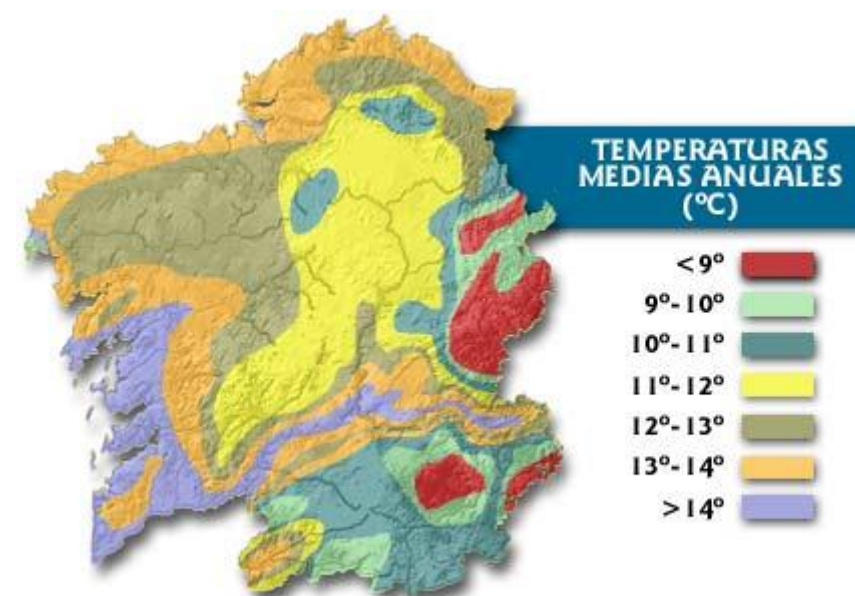 TEMPERATURAS
MEDIAS ANUALES
(ºC)
<9º
9º-10º
10º-11º
11º-12º
12º-13º
13º-14º
>14º